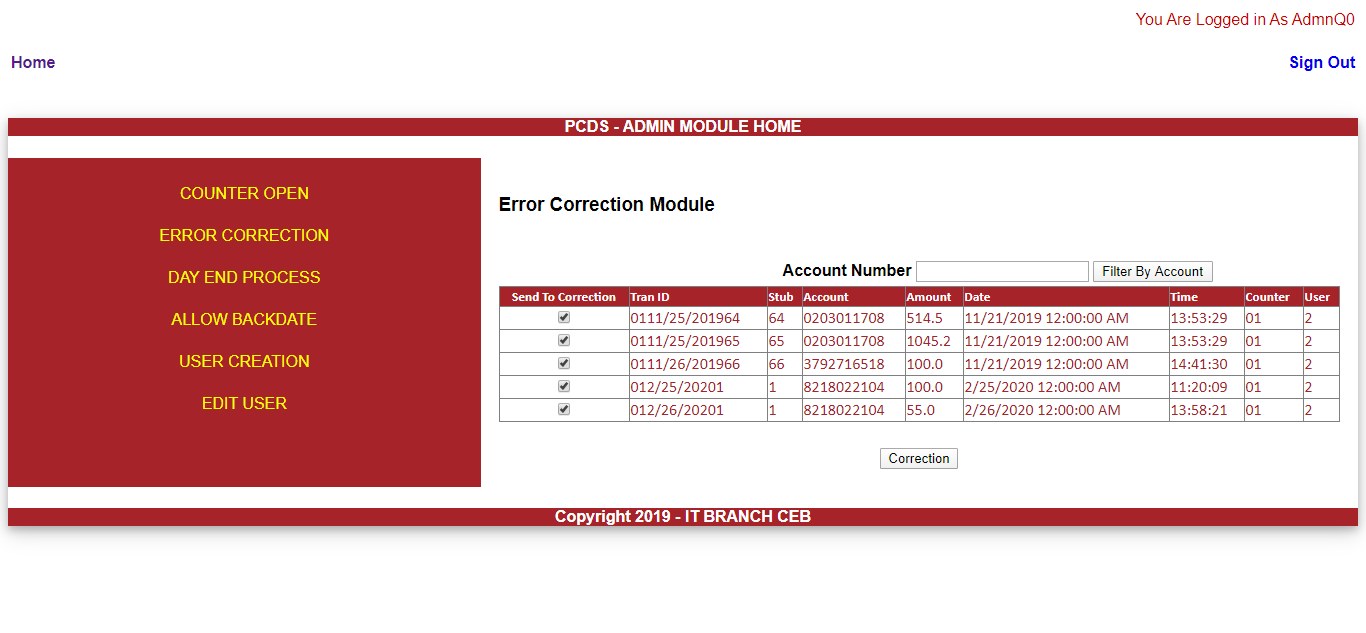 You Are Logged in As AdmnQ0
Home Sign Out
PCDS - ADMIN MODULE HOME
COUNTER OPEN
ERROR CORRECTION
DAY END PROCESS
ALLOW BACKDATE
USER CREATION
EDIT USER
Error Correction Module
Account Number Filter By Account
Send To Correction Tran ID Stub Account Amount Date Time Counter User
0111/25/201964 64 0203011708 514.5 11/21/2019 12:00:00 AM 13:53:29 01 2
0111/25/201965 65 0203011708 1045.2 11/21/2019 12:00:00 AM 13:53:29 01 2
0111/26/201966 66 3792716518 100.0 11/21/2019 12:00:00 AM 14:41:30 01 2
012/25/20201 1 8218022104 100.0 2/25/2020 12:00:00 AM 11:20:09 01 2
012/26/20201 1 8218022104 55.0 2/26/2020 12:00:00 AM 13:58:21 01 2
Correction
Copyright 2019 - IT BRANCH CEB